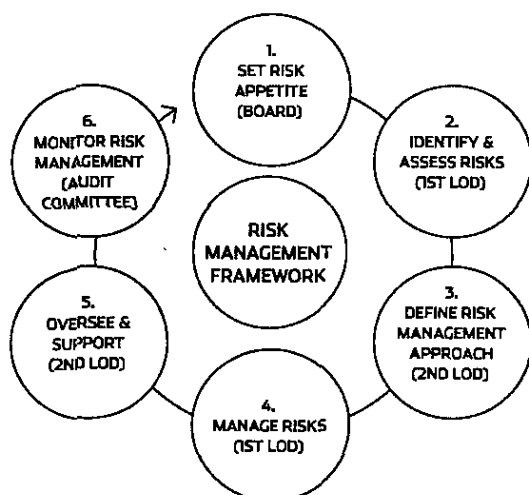 1.
SET RISK
APPETITE
(BOARD)
2.
IDENTIFY &
ASSESS RISKS
(1ST LOD)
3.
DEFINE RISK
MANAGEMENT
APPROACH
(2ND LOD)
4.
MANAGE RISKS
(1ST LOD)
5.
OVERSEE &
SUPPORT
(2ND LOD)
6.
MONITOR RISK
MANAGEMENT
(AUDIT
COMMITTEE)
RISK
MANAGEMENT
FRAMEWORK